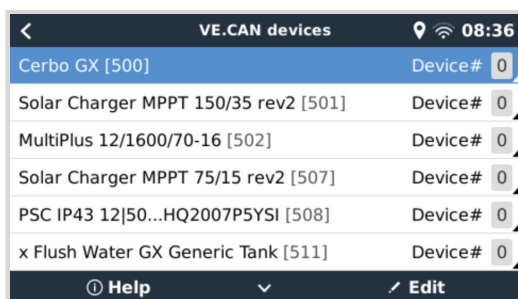 VE.CAN devices 08:36
Cerbo GX [500] Device# 0
Solar Charger MPPT 150/35 rev2 [501] Device# 0
MultiPlus 12/1600/70-16 [502] Device# 0
Solar Charger MPPT 75/15 rev2 [507] Device# 0
PSC IP43 12|50...HQ2007P5YSI [508] Device# 0
x Flush Water GX Generic Tank [511] Device# 0
Help Edit